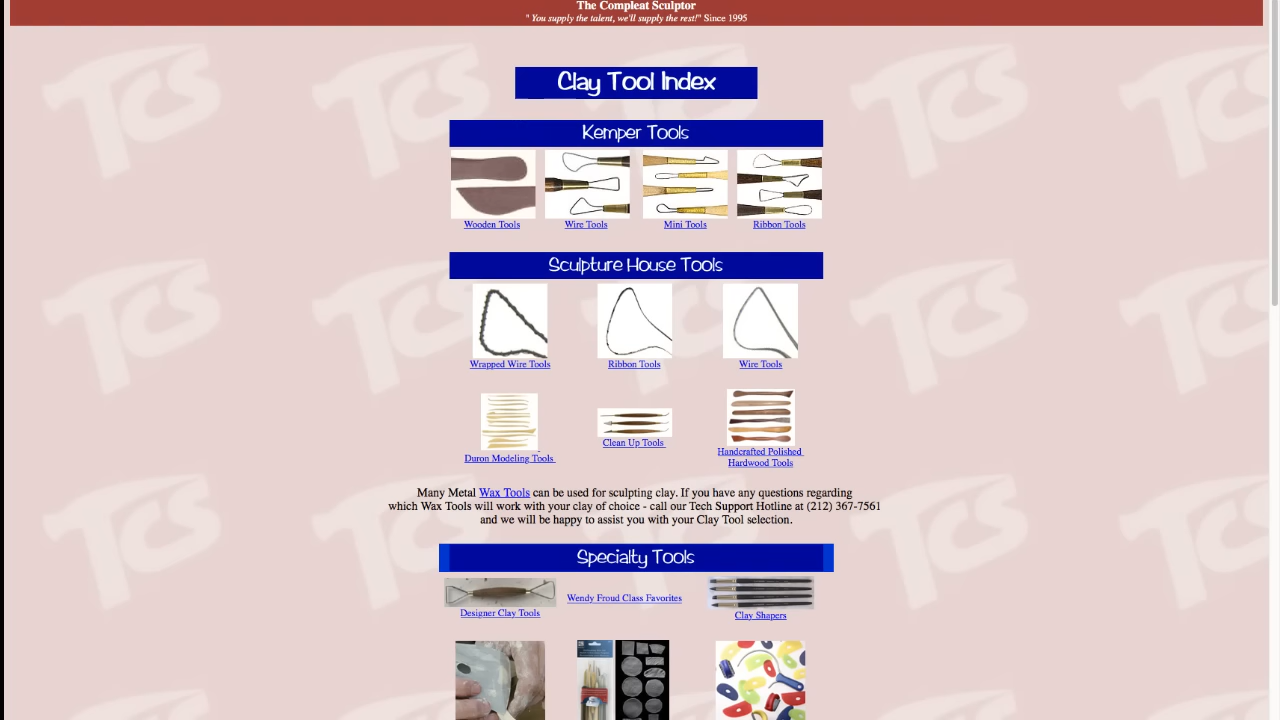 The Compleat Sculptor
" You supply the talent, we'll supply the rest!" Since 1995
Clay Tool Index
Kemper Tools
Wooden Tools
Wire Tools
Mini Tools
Ribbon Tools
Sculpture House Tools
Wrapped Wire Tools
Ribbon Tools
Wire Tools
Duron Modeling Tools
Clean Up Tools
Handcrafted Polished
Hardwood Tools
Many Metal Wax Tools can be used for sculpting clay. If you have any questions regarding
which Wax Tools will work with your clay of choice - call our Tech Support Hotline at (212) 367-7561
and we will be happy to assist you with your Clay Tool selection.
Specialty Tools
Designer Clay Tools
Wendy Froud Class Favorites
Clay Shapers
TCS